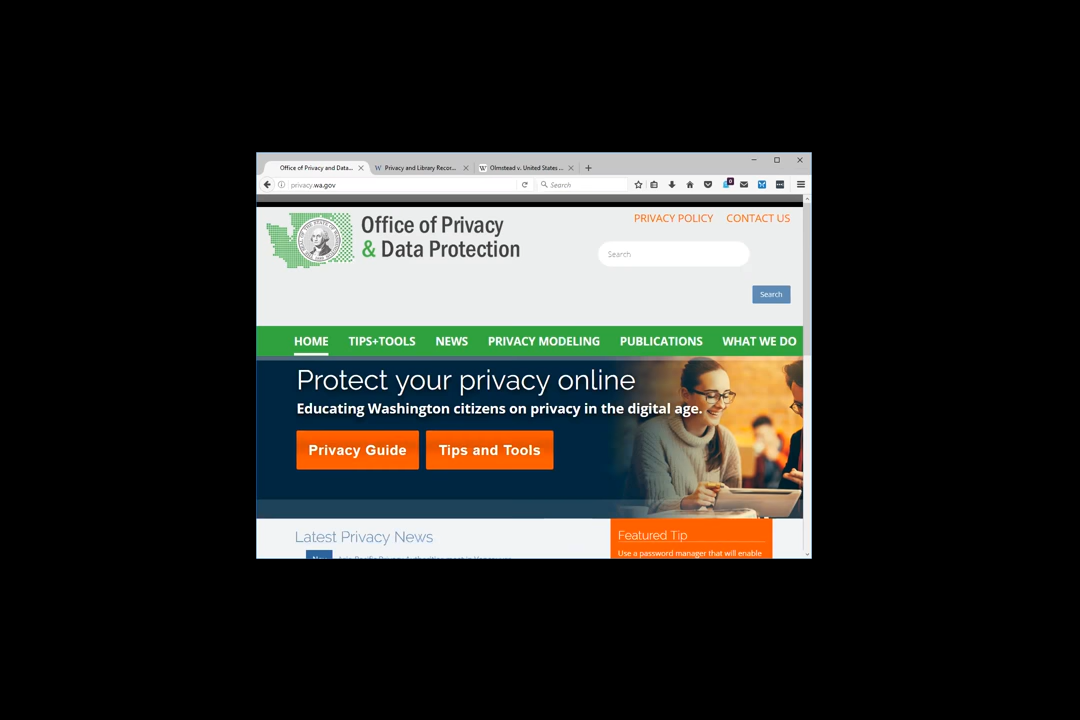 Office of Privacy and Data...
Privacy and Library Recor...
Olmstead v. United States ...
privacy.wa.gov
Search
Office of Privacy
& Data Protection
PRIVACY POLICY CONTACT US
Search
Search
HOME TIPS+TOOLS NEWS PRIVACY MODELING PUBLICATIONS WHAT WE DO
Protect your privacy online
Educating Washington citizens on privacy in the digital age.
Privacy Guide Tips and Tools
Latest Privacy News
Featured Tip
Use a password manager that will enable